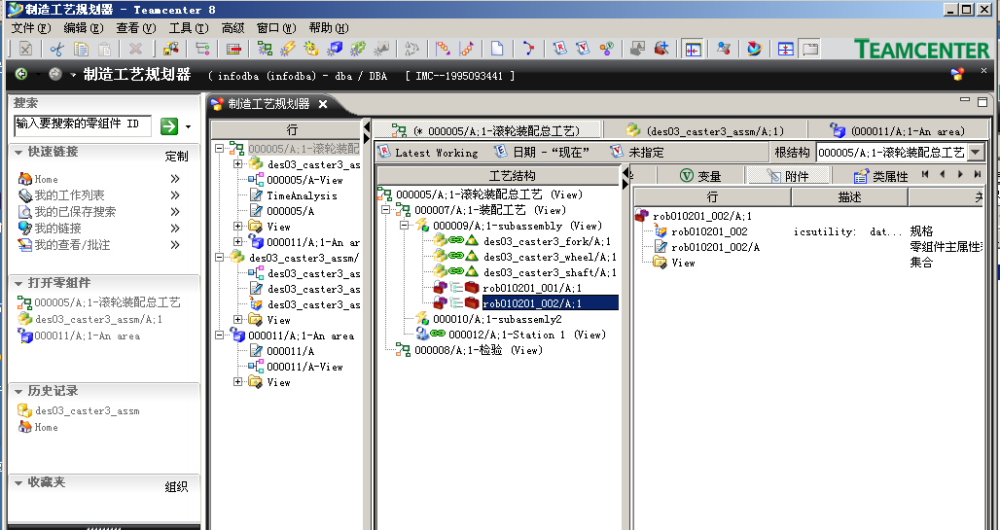 制造工艺规划器 - Teamcenter 8
文件(F) 编辑(E) 查看(V) 工具(T) 高级 窗口(W) 帮助(H)
TEAMCENTER
制造工艺规划器 ( infodba (infodba) - dba / DBA [ IMC--1995093441 ]
搜索
输入要搜索的零组件 ID
快速链接
定制
Home
我的工作列表
我的已保存搜索
我的链接
我的查看/批注
打开零组件
000005/A;1-滚轮装配总工艺
des03_caster3_assm/A;1
000011/A;1-An area
历史记录
des03_caster3_assm
Home
收藏夹
组织
制造工艺规划器
行
000005/A;1-滚轮装配
des03_caster3_as
000005/A-View
TimeAnalysis
000005/A
View
000011/A;1-An ar
des03_caster3_assm/
des03_caster3_as
des03_caster3_as
des03_caster3_as
View
000011/A;1-An area
000011/A
000011/A-View
View
(* 000005/A;1-滚轮装配总工艺)
(des03_caster3_assm/A;1)
(000011/A;1-An area)
Latest Working
日期 - “现在”
未指定
根结构
000005/A;1-滚轮装配总工艺
工艺结构
000005/A;1-滚轮装配总工艺 (View)
000007/A;1-装配工艺 (View)
000009/A;1-subassembly (View)
des03_caster3_fork/A;1
des03_caster3_wheel/A;1
des03_caster3_shaft/A;1
rob010201_001/A;1
rob010201_002/A;1
000010/A;1-subassemly2
000012/A;1-Station 1 (View)
000008/A;1-检验 (View)
变量
附件
类属性
行
描述
rob010201_002/A;1
rob010201_002
icsutility: dat...
规格
rob010201_002/A
零组件主属性
View
集合